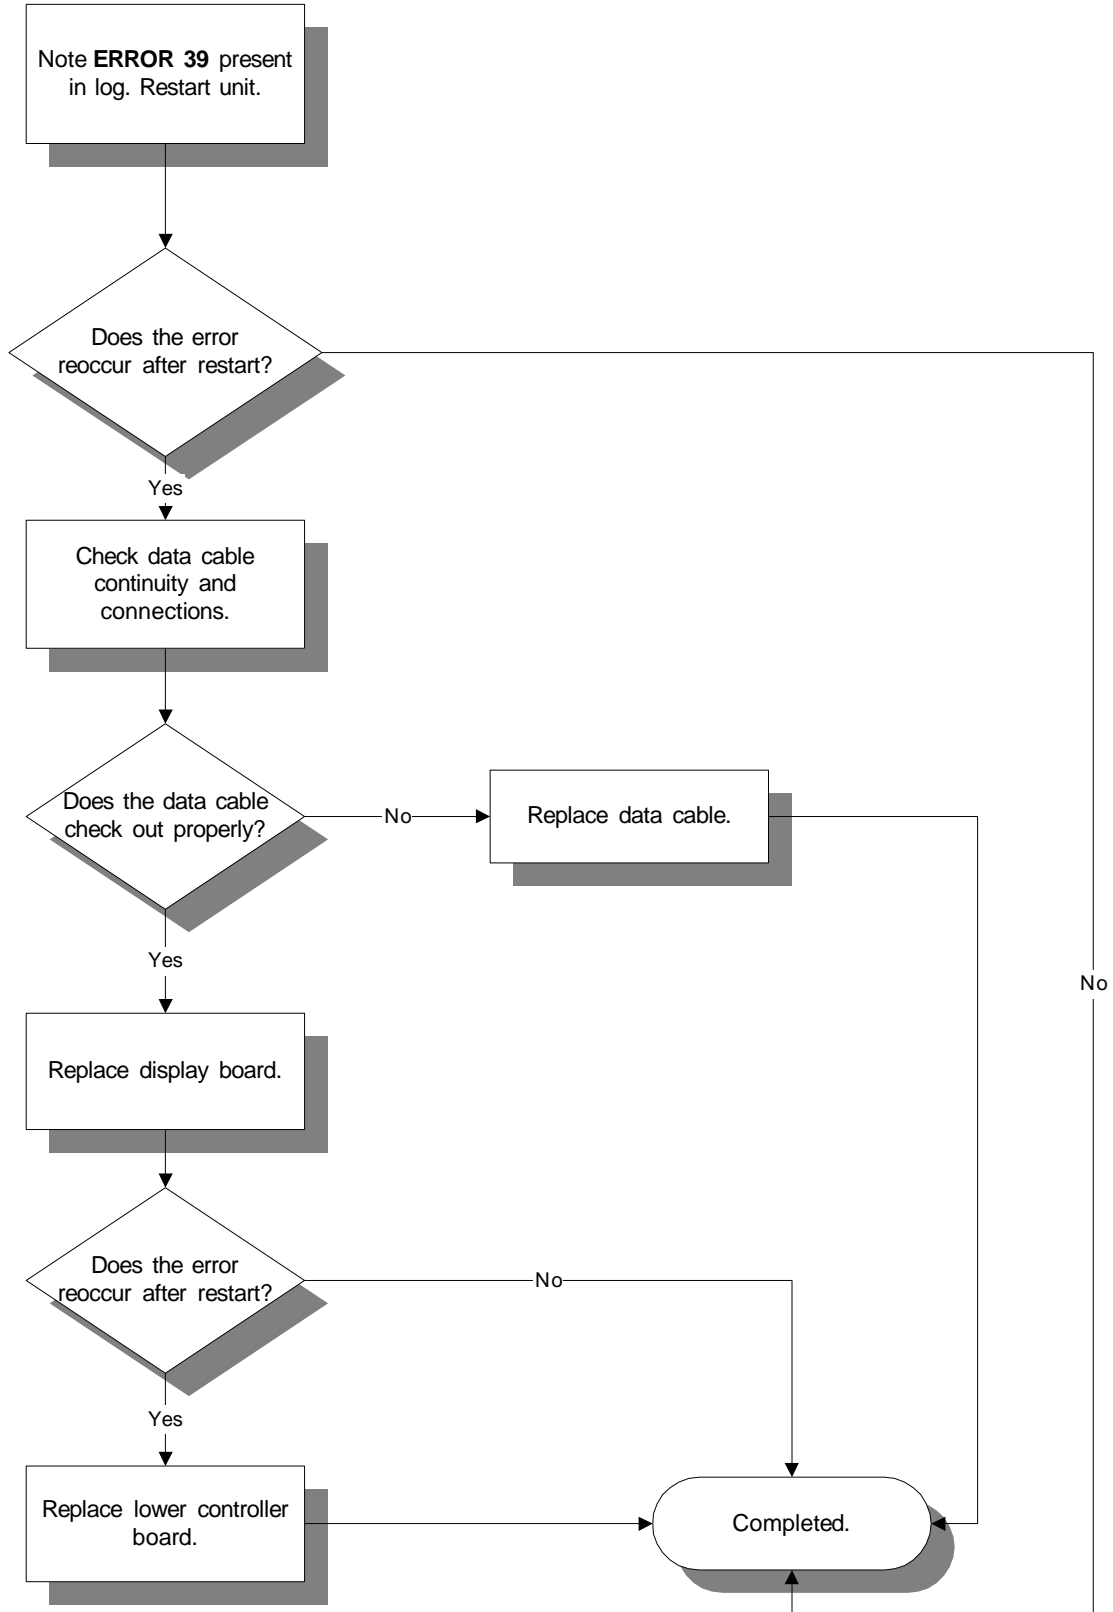 Note ERROR 39 present
in log. Restart unit.
Does the error
reoccur after restart?
Yes
Check data cable
continuity and
connections.
Does the data cable
check out properly?
No
Replace data cable.
Yes
No
Replace display board.
Does the error
reoccur after restart?
No
Yes
Replace lower controller
board.
Completed.